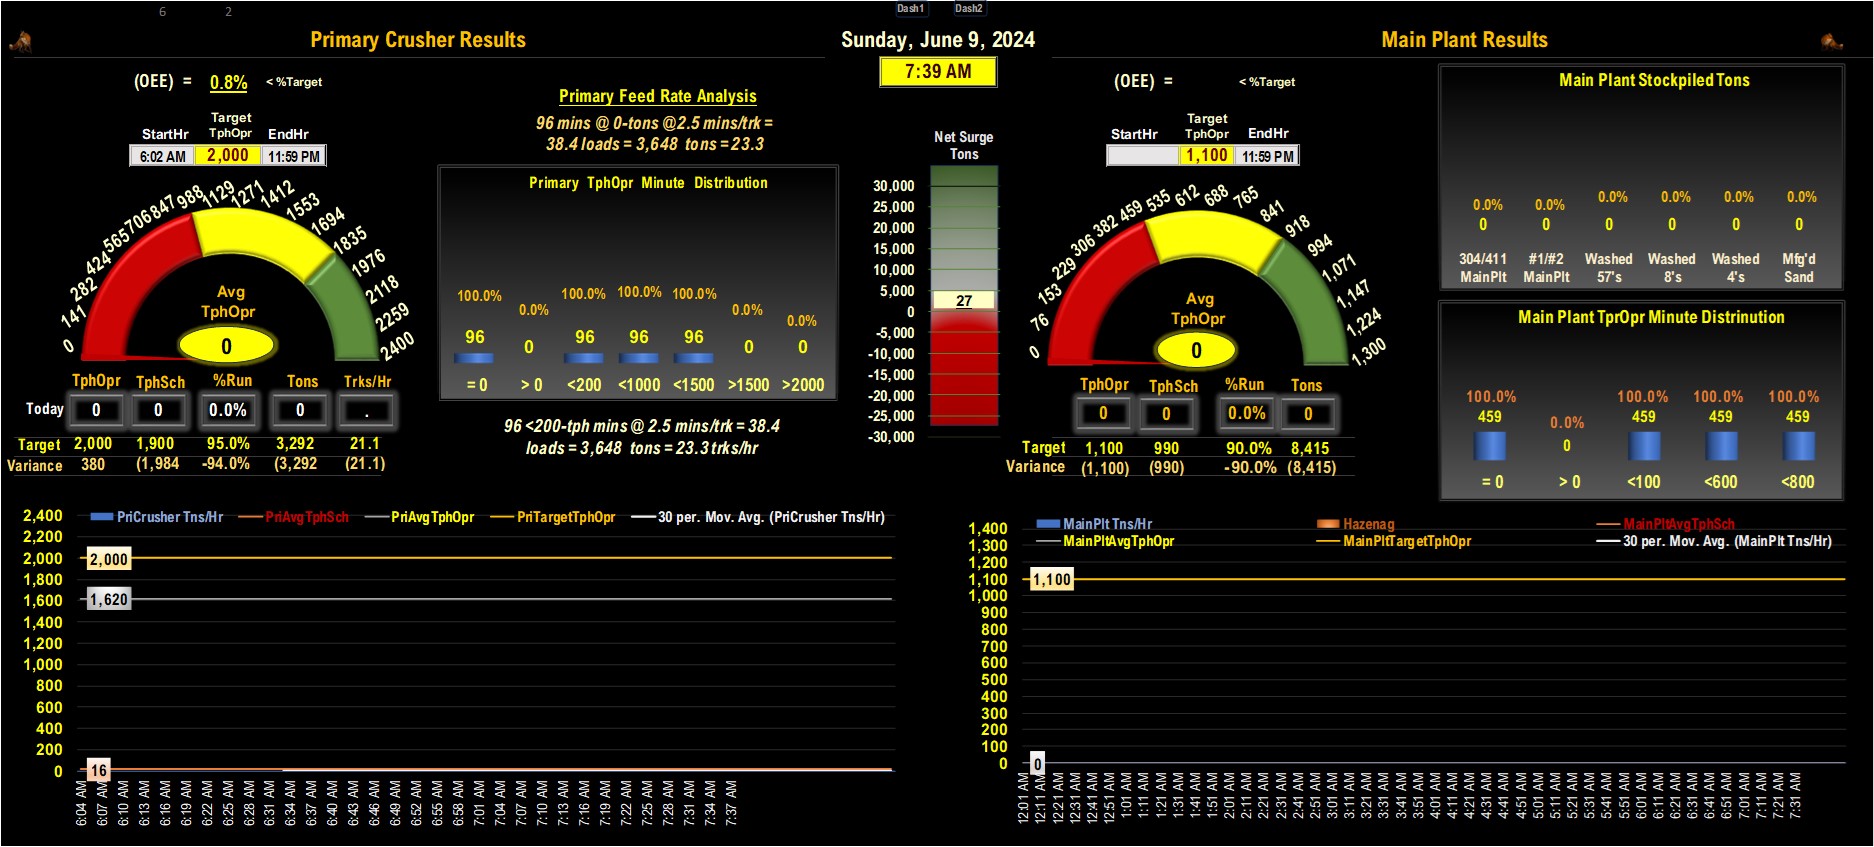 6 2
Dash1 Dash2
Primary Crusher Results
Sunday, June 9, 2024
7:39 AM
Main Plant Results
(OEE) = 0.8% < %Target
StartHr Target TphOpr EndHr
6:02 AM 2,000 11:59 PM
0 141 282 424 565 706 847 988 1129 1271 1412 1553 1694 1835 1976 2118 2259 2400
Avg
TphOpr
0
TphOpr TphSch %Run Tons Trks/Hr
Today 0 0 0.0% 0 .
Target 2,000 1,900 95.0% 3,292 21.1
Variance 380 (1,984 -94.0% (3,292 (21.1)
Primary Feed Rate Analysis
96 mins @ 0-tons @2.5 mins/trk =
38.4 loads = 3,648 tons = 23.3
Primary TphOpr Minute Distribution
100.0% 0.0% 100.0% 100.0% 100.0% 0.0% 0.0%
96 0 96 96 96 0 0
= 0 > 0 <200 <1000 <1500 >1500 >2000
96 <200-tph mins @ 2.5 mins/trk = 38.4
loads = 3,648 tons = 23.3 trks/hr
Net Surge
Tons
30,000
25,000
20,000
15,000
10,000
5,000
27
0
-5,000
-10,000
-15,000
-20,000
-25,000
-30,000
(OEE) = < %Target
StartHr Target TphOpr EndHr
1,100 11:59 PM
0 76 153 229 306 382 459 535 612 688 765 841 918 994 1,071 1,147 1,224 1,300
Avg
TphOpr
0
TphOpr TphSch %Run Tons
0 0 0.0% 0
Target 1,100 990 90.0% 8,415
Variance (1,100) (990) -90.0% (8,415)
Main Plant Stockpiled Tons
0.0% 0.0% 0.0% 0.0% 0.0% 0.0%
0 0 0 0 0 0
304/411 #1/#2 Washed Washed Washed Mfg'd
MainPlt MainPlt 57's 8's 4's Sand
Main Plant TprOpr Minute Distrinution
100.0% 0.0% 100.0% 100.0% 100.0%
459 0 459 459 459
= 0 > 0 <100 <600 <800
PriCrusher Tns/Hr PriAvgTphSch PriAvgTphOpr PriTargetTphOpr 30 per. Mov. Avg. (PriCrusher Tns/Hr)
2,400
2,200
2,000 2,000
1,800
1,600 1,620
1,400
1,200
1,000
800
600
400
200
0 16
6:04 AM 6:07 AM 6:10 AM 6:13 AM 6:16 AM 6:19 AM 6:22 AM 6:25 AM 6:28 AM 6:31 AM 6:34 AM 6:37 AM 6:40 AM 6:43 AM 6:46 AM 6:49 AM 6:52 AM 6:55 AM 6:58 AM 7:01 AM 7:04 AM 7:07 AM 7:10 AM 7:13 AM 7:16 AM 7:19 AM 7:22 AM 7:25 AM 7:28 AM 7:31 AM 7:34 AM 7:37 AM
MainPlt Tns/Hr Hazenag MainPltAvgTphSch
MainPltAvgTphOpr MainPltTargetTphOpr 30 per. Mov. Avg. (MainPlt Tns/Hr)
1,400
1,300
1,200
1,100 1,100
1,000
900
800
700
600
500
400
300
200
100
0 0
12:01 AM 12:11 AM 12:21 AM 12:31 AM 12:41 AM 12:51 AM 1:01 AM 1:11 AM 1:21 AM 1:31 AM 1:41 AM 1:51 AM 2:01 AM 2:11 AM 2:21 AM 2:31 AM 2:41 AM 2:51 AM 3:01 AM 3:11 AM 3:21 AM 3:31 AM 3:41 AM 3:51 AM 4:01 AM 4:11 AM 4:21 AM 4:31 AM 4:41 AM 4:51 AM 5:01 AM 5:11 AM 5:21 AM 5:31 AM 5:41 AM 5:51 AM 6:01 AM 6:11 AM 6:21 AM 6:31 AM 6:41 AM 6:51 AM 7:01 AM 7:11 AM 7:21 AM 7:31 AM